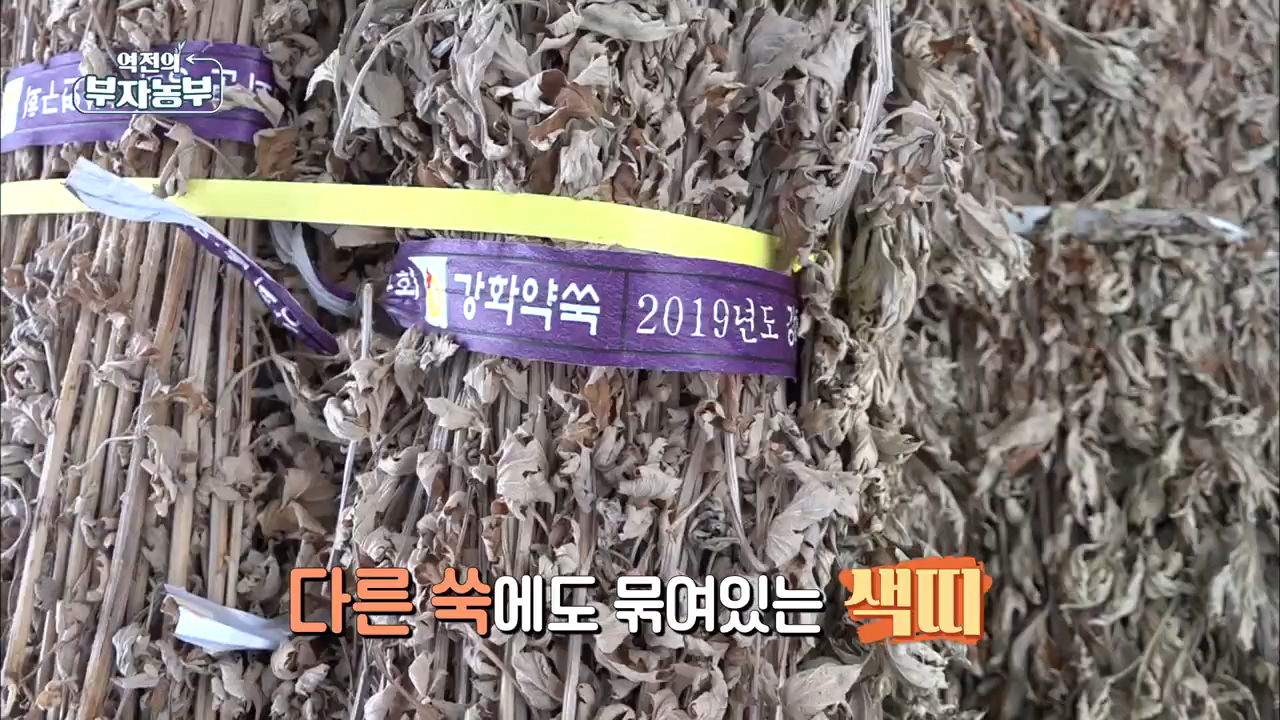 역전의
부자농부
강화약쑥 2019년도
다른 쑥에도 묶여있는 색띠